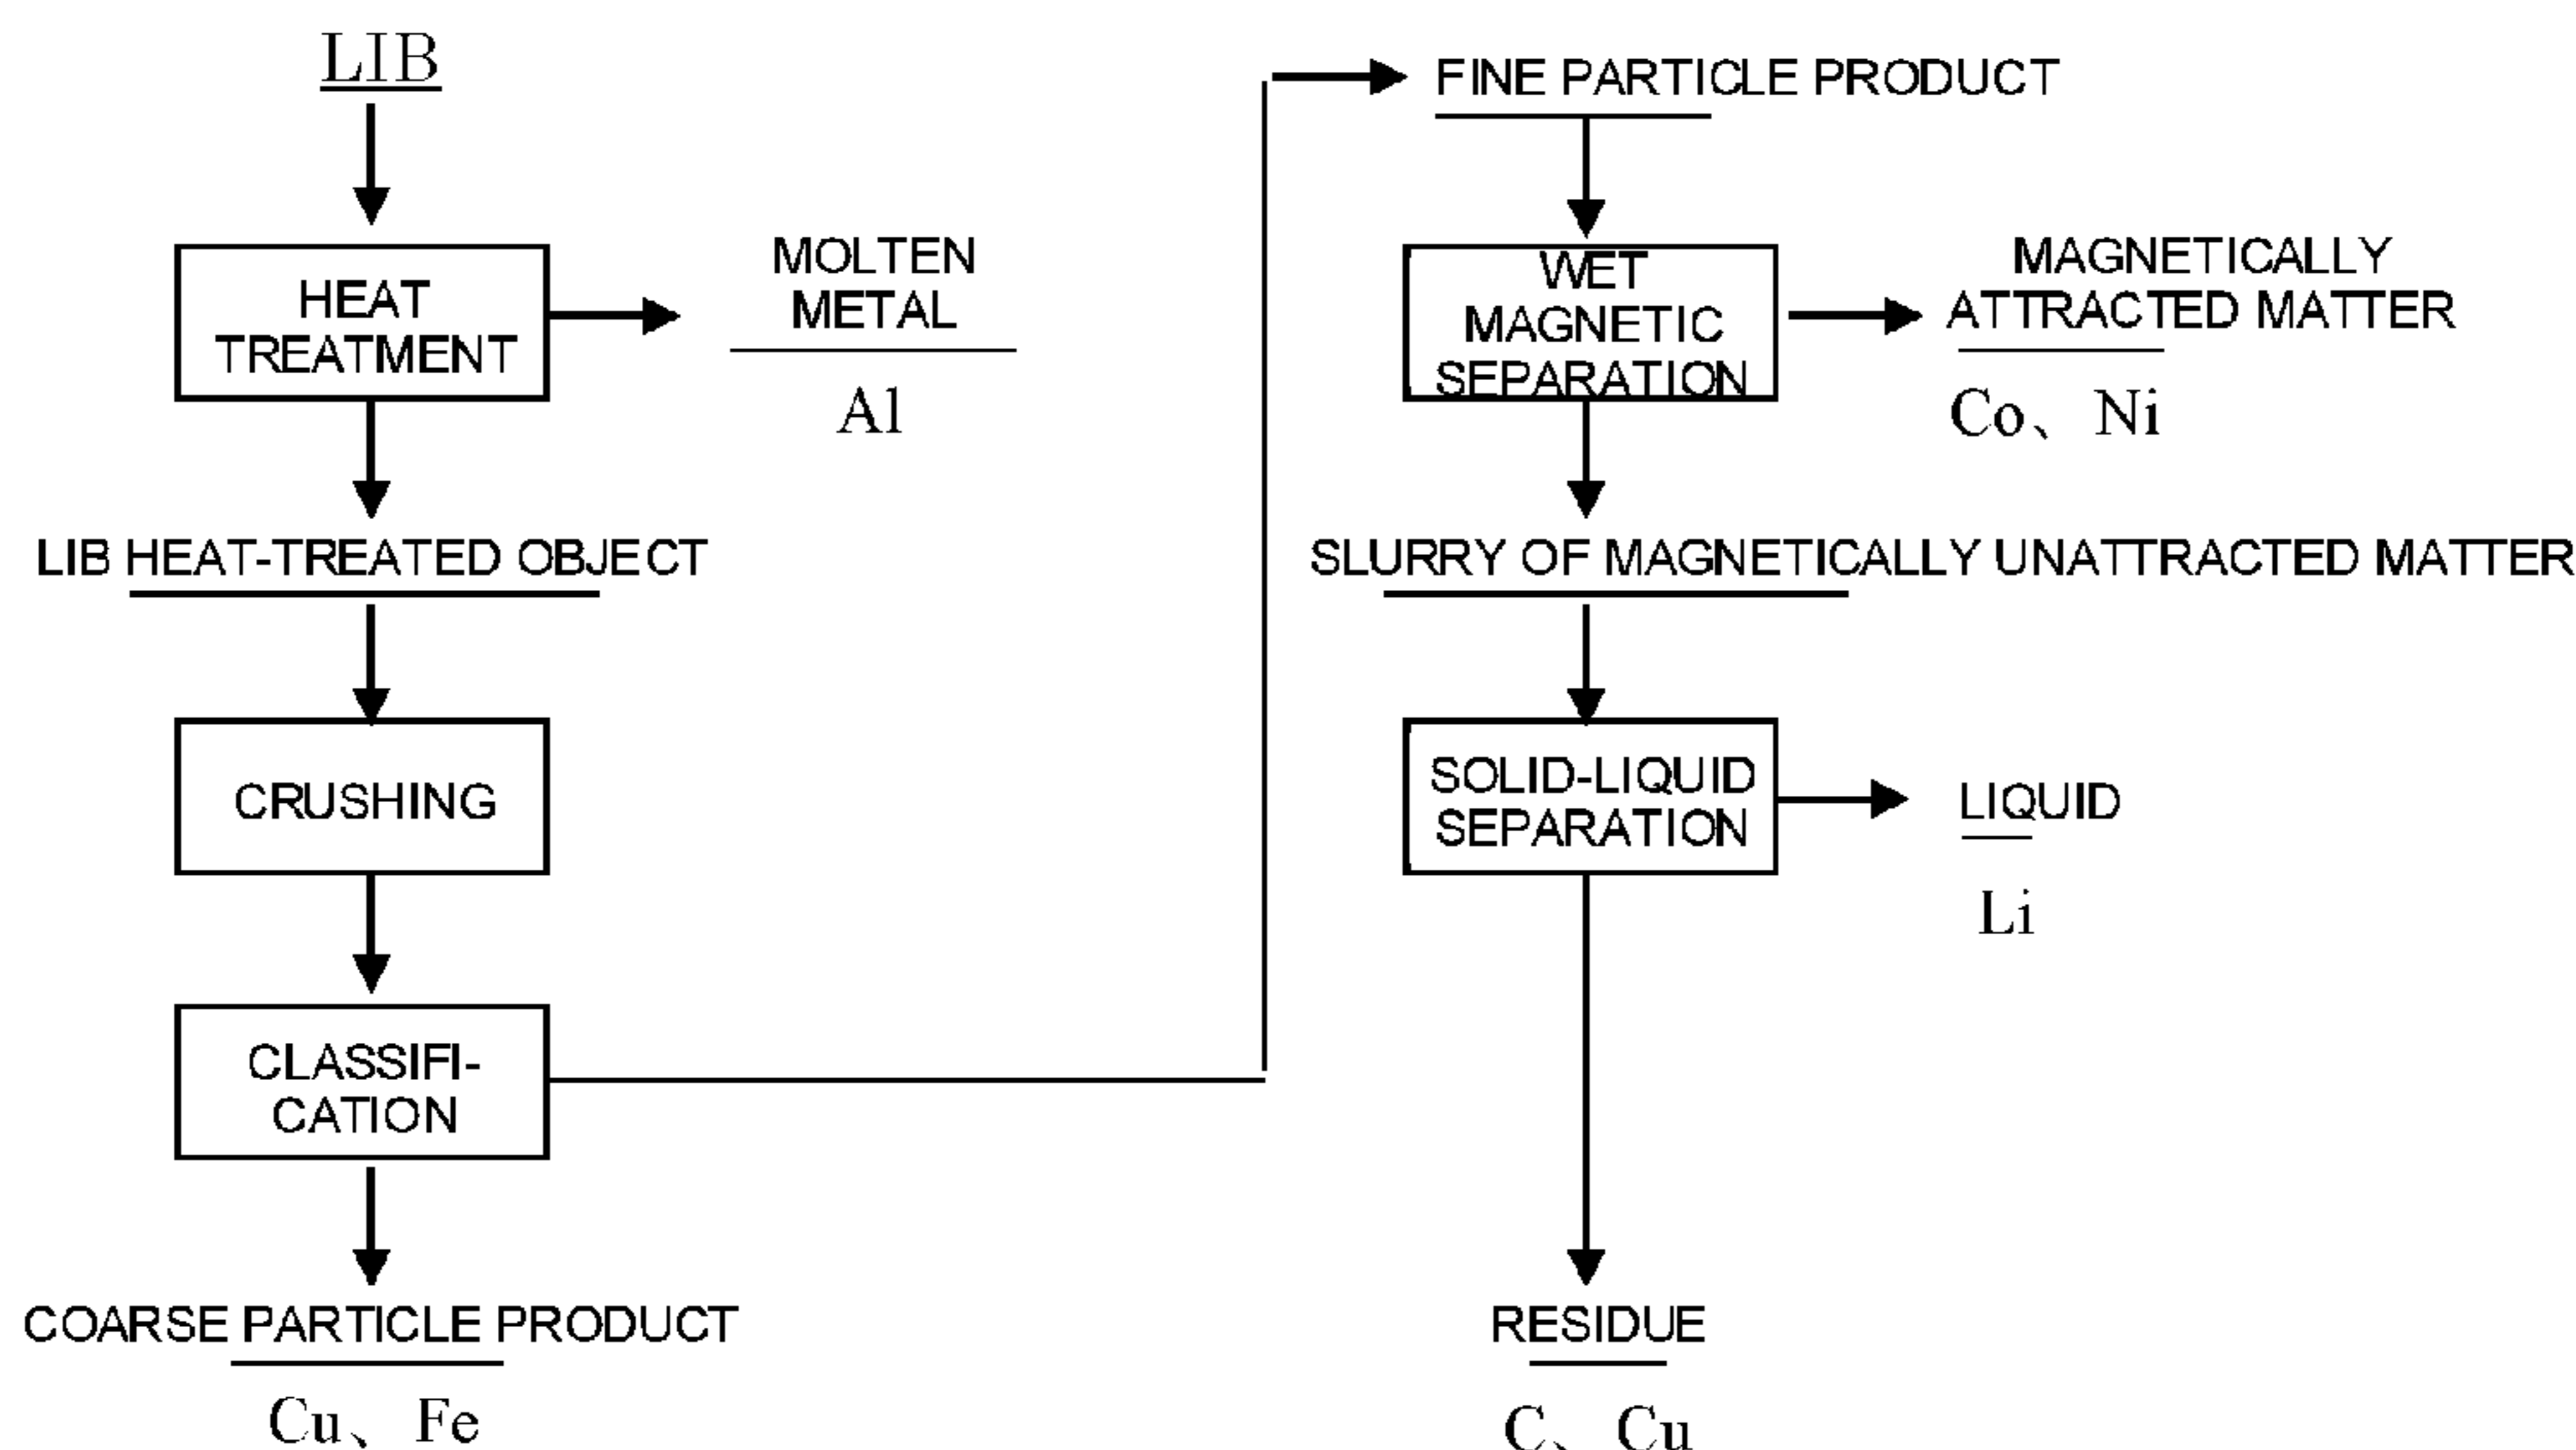 LIB
HEAT
TREATMENT
MOLTEN
METAL
Al
LIB HEAT-TREATED OBJECT
CRUSHING
CLASSIFI-
CATION
COARSE PARTICLE PRODUCT
Cu、Fe
FINE PARTICLE PRODUCT
WET
MAGNETIC
SEPARATION
MAGNETICALLY
ATTRACTED MATTER
Co、Ni
SLURRY OF MAGNETICALLY UNATTRACTED MATTER
SOLID-LIQUID
SEPARATION
LIQUID
Li
RESIDUE
C、Cu